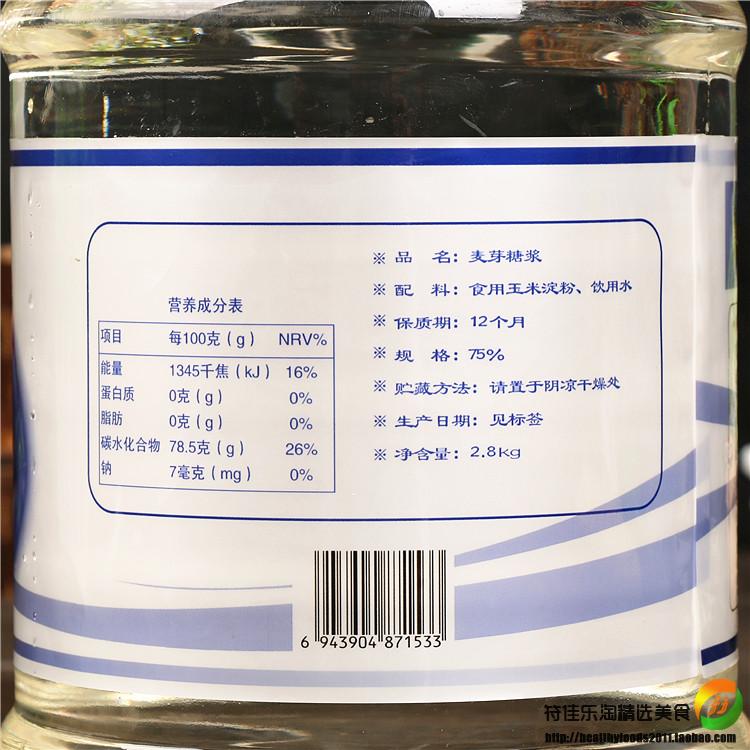 营养成分表
项目 每100克(g) NRV%
能量 1345千焦(kJ) 16%
蛋白质 0克(g) 0%
脂肪 0克(g) 0%
碳水化合物 78.5克(g) 26%
钠 7毫克(mg) 0%
※ 品 名：麦芽糖浆
※ 配 料：食用玉米淀粉、饮用水
※ 保质期：12个月
※ 规 格：75%
※ 贮藏方法：请置于阴凉干燥处
※ 生产日期：见标签
※ 净含量：2.8kg
6 943904 871533
符佳乐淘精选美食
http://healthyfoods2011.taobao.com